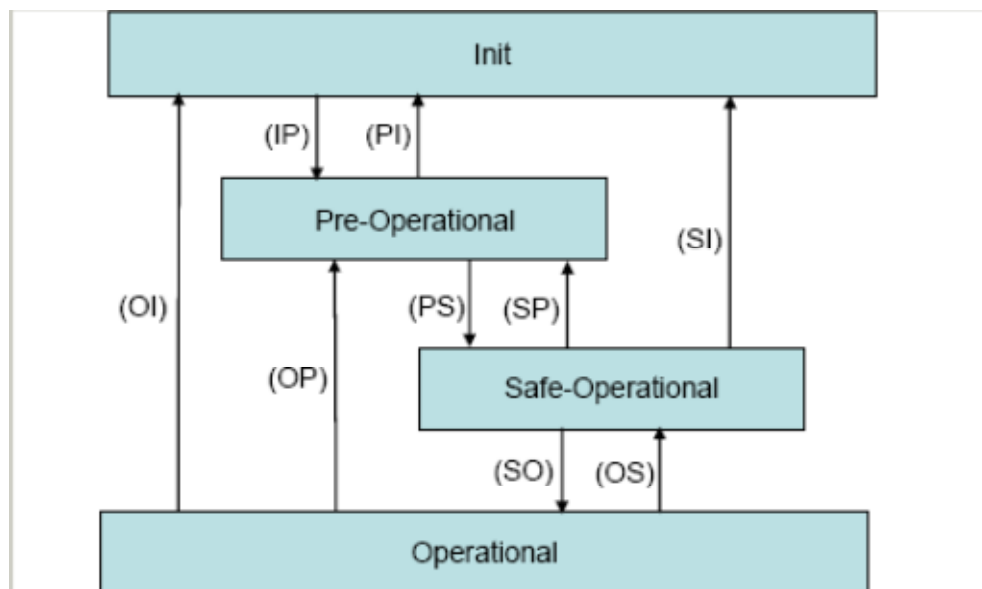 Init
(IP)
(PI)
Pre-Operational
(SI)
(OI)
(PS)
(SP)
(OP)
Safe-Operational
(SO)
(OS)
Operational